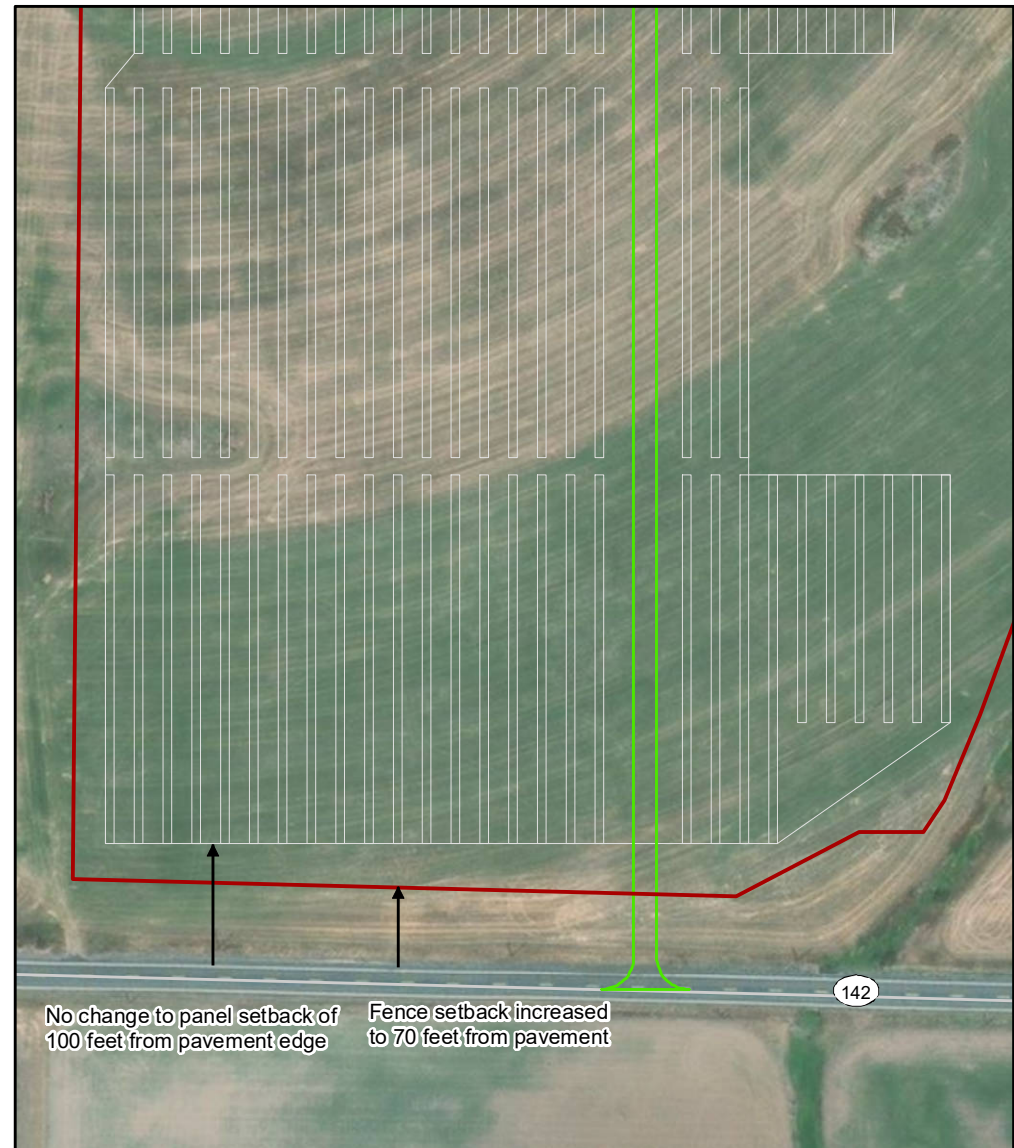 142
No change to panel setback of
100 feet from pavement edge
Fence setback increased
to 70 feet from pavement